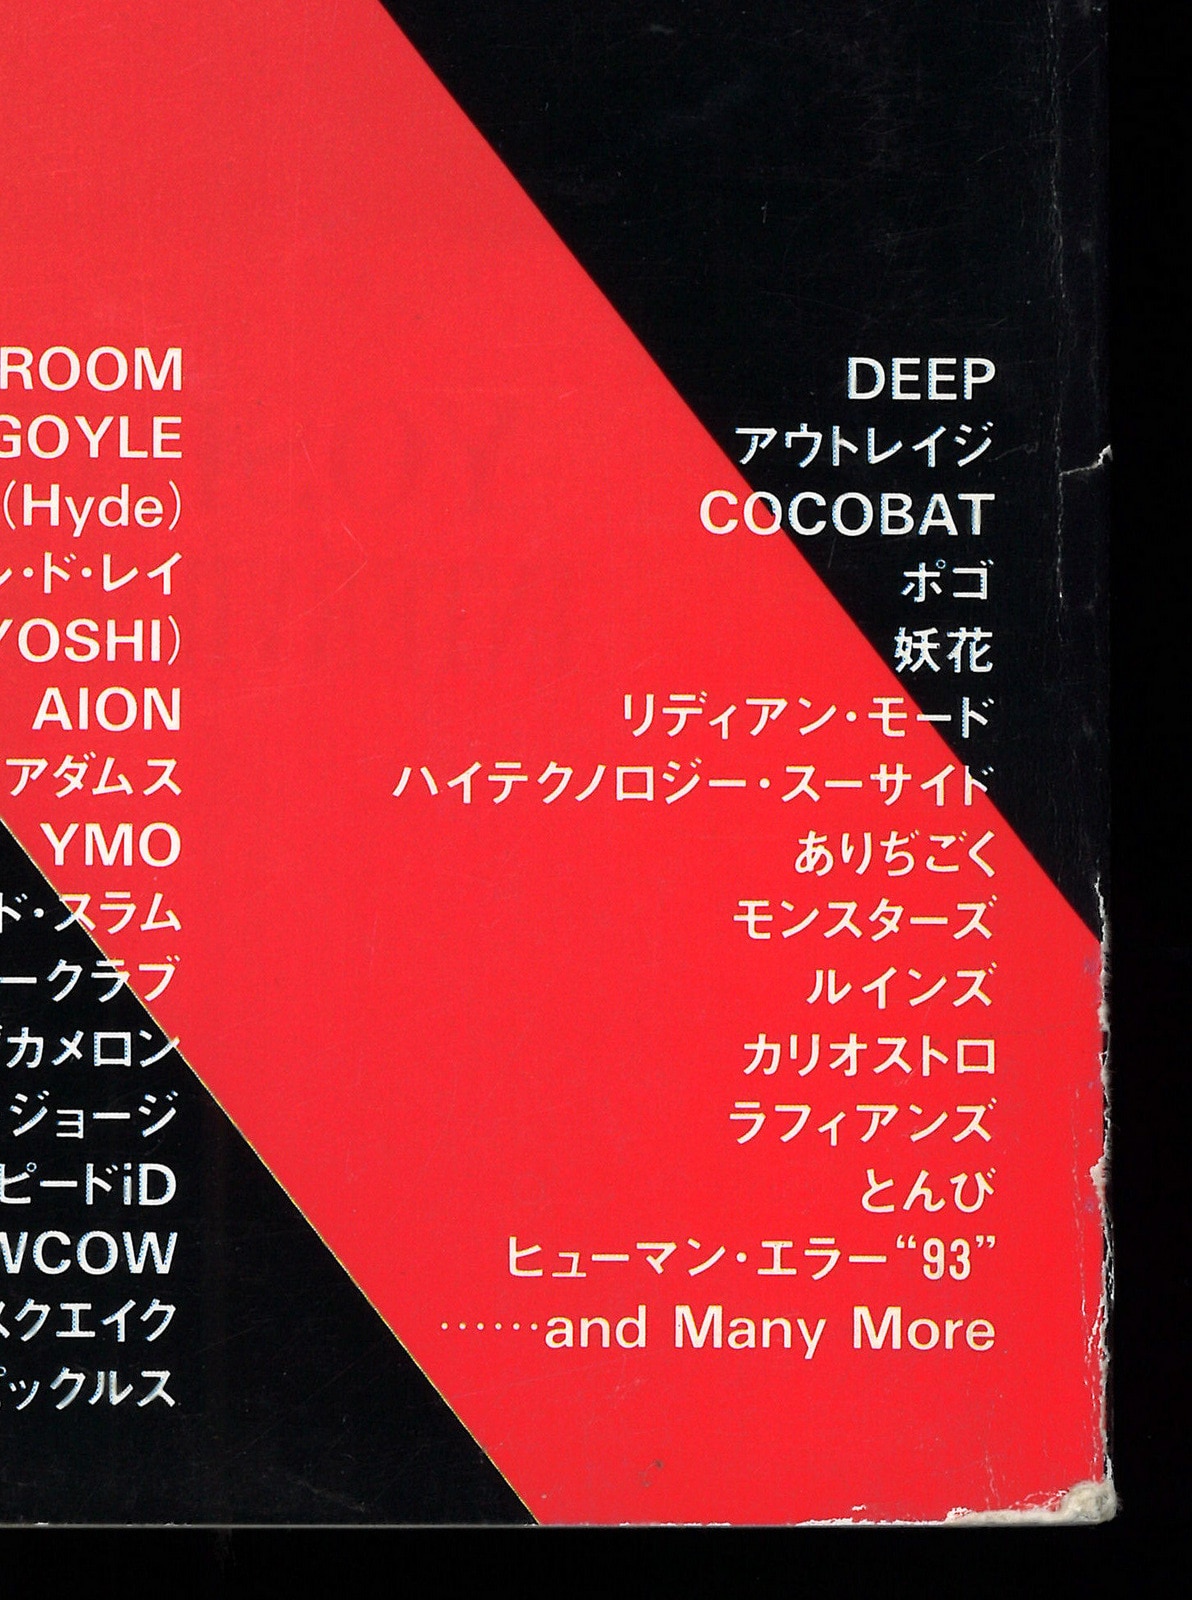 ROOM
GOYLE
(Hyde)
ン・ド・レイ
YOSHI)
AION
アダムス
YMO
ド・スラム
ークラブ
カメロン
ジョージ
ピードiD
WCOW
スクエイク
ピックルス
DEEP
アウトレイジ
COCOBAT
ポゴ
妖花
リディアン・モード
ハイテクノロジー・スーサイド
ありぢごく
モンスターズ
ルインズ
カリオストロ
ラフィアンズ
とんび
ヒューマン・エラー“93”
……and Many More